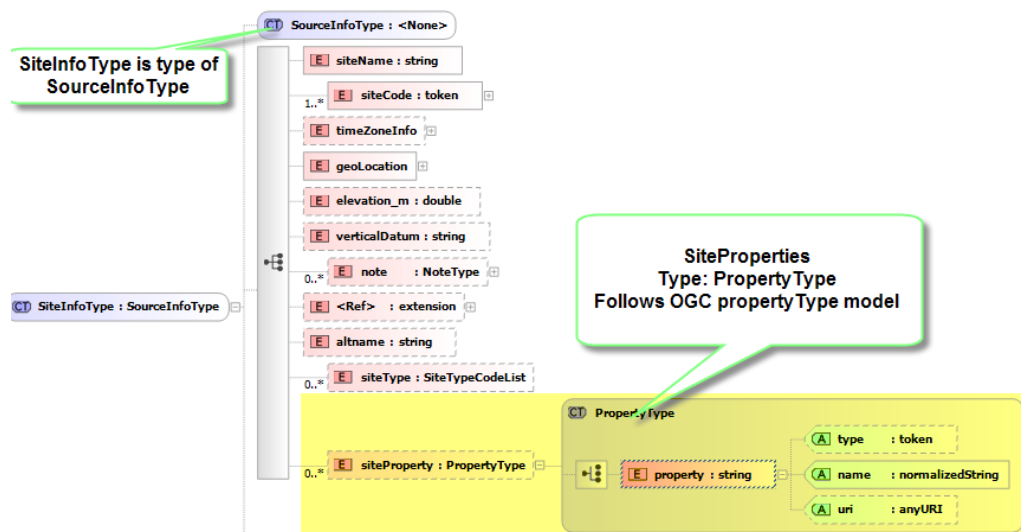 CT SourceInfoType : <None>
SiteInfoType is type of
SourceInfoType
E siteName : string
1..* E siteCode : token
E timeZoneInfo
E geoLocation
E elevation_m : double
E verticalDatum : string
0..* E note : NoteType
CT SiteInfoType : SourceInfoType
E <Ref> : extension
E altname : string
0..* E siteType : SiteTypeCodeList
SiteProperties
Type: PropertyType
Follows OGC propertyType model
CT PropertyType
0..* E siteProperty : PropertyType
E property : string
A type : token
A name : normalizedString
A uri : anyURI